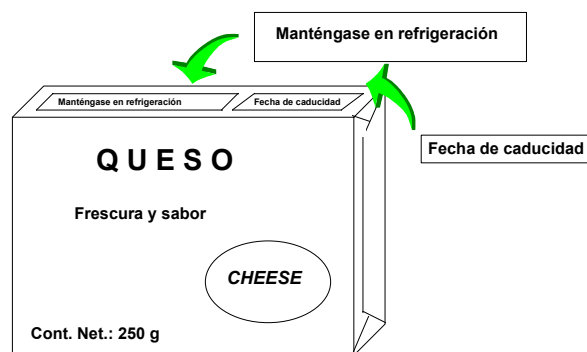 Manténgase en refrigeración
Manténgase en refrigeración
Fecha de caducidad
Fecha de caducidad
QUESO
Frescura y sabor
CHEESE
Cont. Net.: 250 g